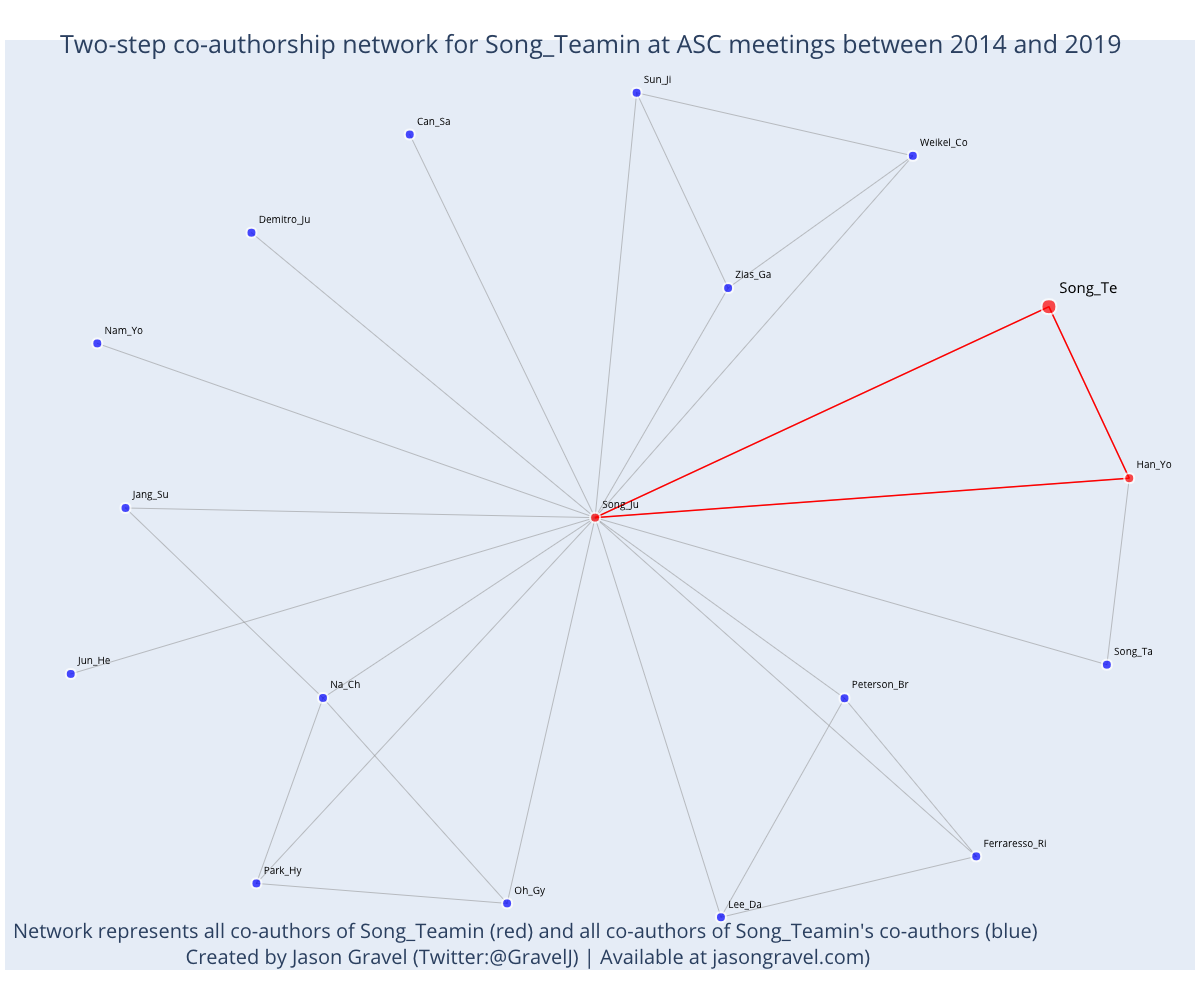 Two-step co-authorship network for Song_Teamin at ASC meetings between 2014 and 2019
Sun_Ji
Can_Sa
Weikel_Co
Demitro_Ju
Zias_Ga
Song_Te
Nam_Yo
Han_Yo
Jang_Su
Song_Ju
Song_Ta
Jun_He
Na_Ch
Peterson_Br
Ferraresso_Ri
Park_Hy
Oh_Gy
Lee_Da
Network represents all co-authors of Song_Teamin (red) and all co-authors of Song_Teamin's co-authors (blue)
Created by Jason Gravel (Twitter:@GravelJ) | Available at jasongravel.com)